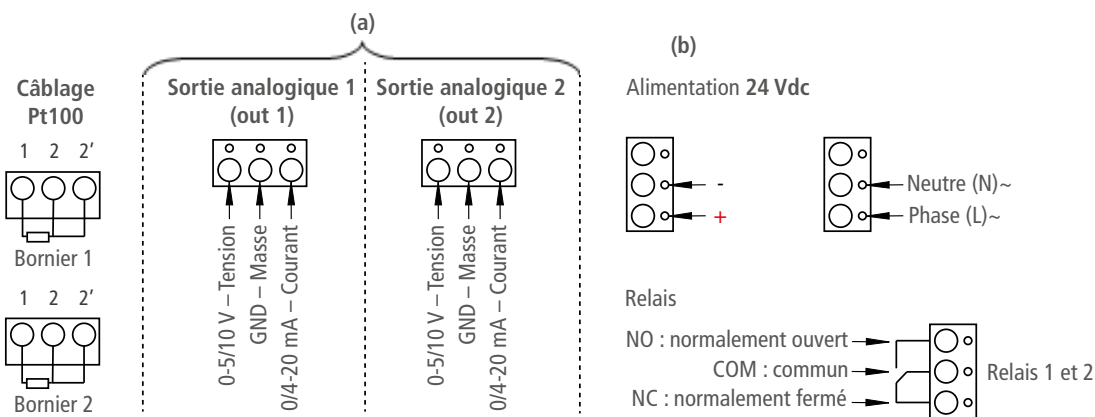 (a)
(b)
Câblage
Pt100
1 2 2’
Bornier 1
1 2 2’
Bornier 2
Sortie analogique 1
(out 1)
0-5/10 V – Tension
GND – Masse
0/4-20 mA – Courant
Sortie analogique 2
(out 2)
0-5/10 V – Tension
GND – Masse
0/4-20 mA – Courant
Alimentation 24 Vdc
-
+
Neutre (N)~
Phase (L)~
Relais
NO : normalement ouvert
COM : commun
NC : normalement fermé
Relais 1 et 2